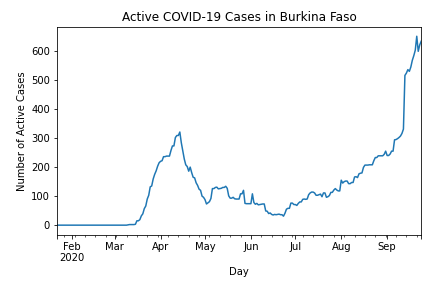 Active COVID-19 Cases in Burkina Faso
Number of Active Cases
600
500
400
300
200
100
0
Feb Mar Apr May Jun Jul Aug Sep
2020
Day